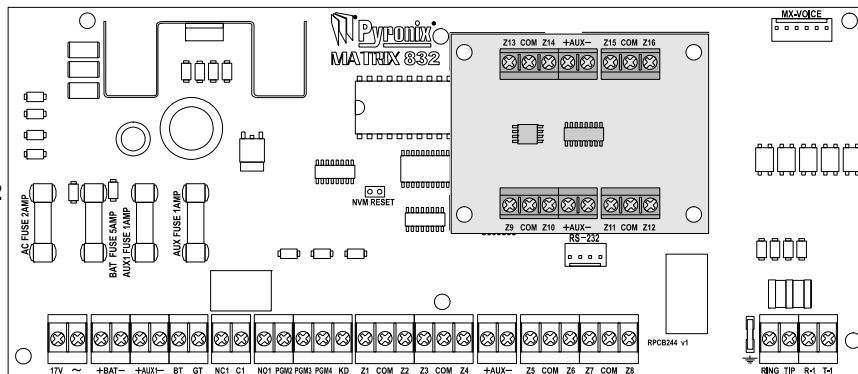 MX-VOICE
Pyronix
MATRIX 832
Z13 COM Z14 +AUX− Z15 COM Z16
NVM RESET
AC FUSE 2AMP
BAT FUSE 5AMP
AUX1 FUSE 1AMP
AUX FUSE 1AMP
Z9 COM Z10 +AUX− Z11 COM Z12
RS-232
RPCB244 v1
17V ~ +BAT− +AUX1− BT GT NC1 C1 NO1 PGM2 PGM3 PGM4 KD Z1 COM Z2 Z3 COM Z4 +AUX− Z5 COM Z6 Z7 COM Z8 RING TIP R-1 T-1